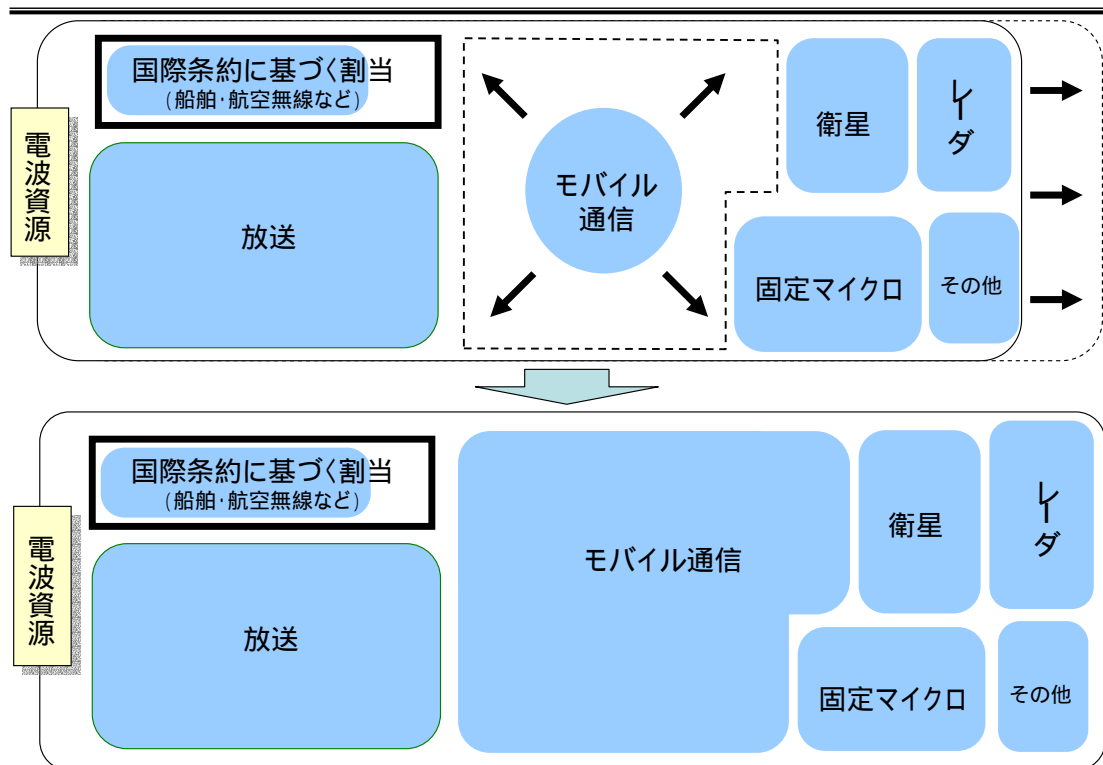 国際条約に基づく割当
(船舶・航空無線など)
電波資源
放送
モバイル
通信
衛星
レーダ
固定マイクロ
その他
国際条約に基づく割当
(船舶・航空無線など)
電波資源
放送
モバイル通信
衛星
レーダ
固定マイクロ
その他